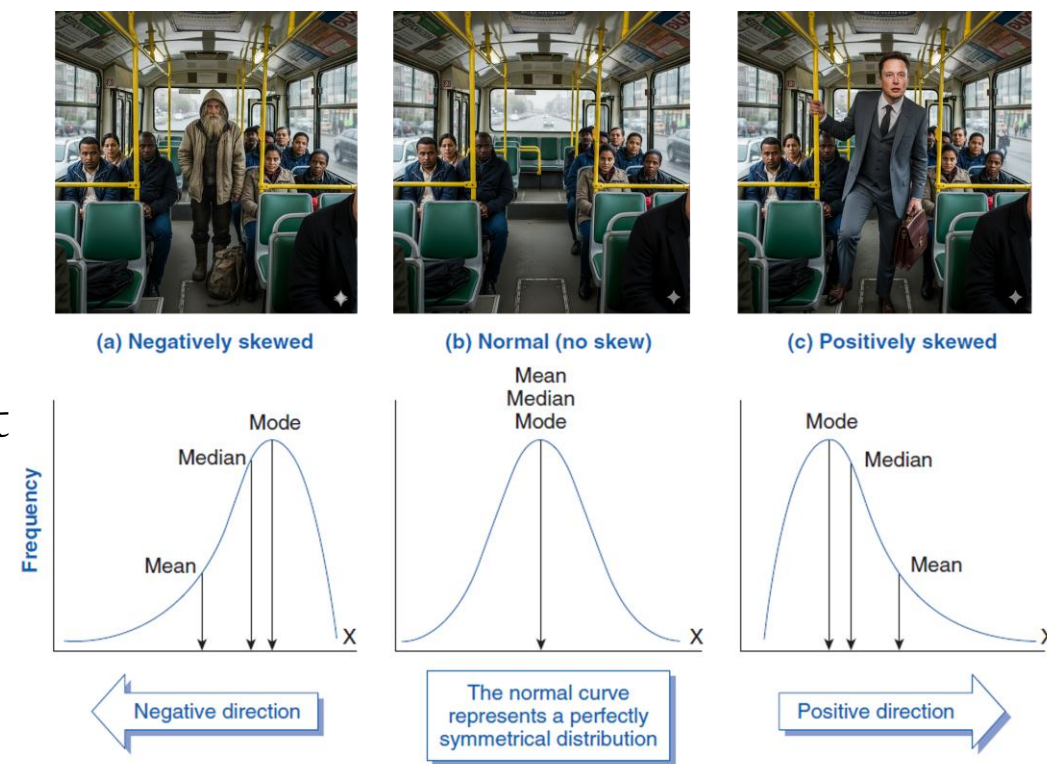 (a) Negatively skewed
(b) Normal (no skew)
(c) Positively skewed
Frequency
Mean
Median
Mode
X
Mean
Median
Mode
X
Mode
Median
Mean
X
Negative direction
The normal curve
represents a perfectly
symmetrical distribution
Positive direction